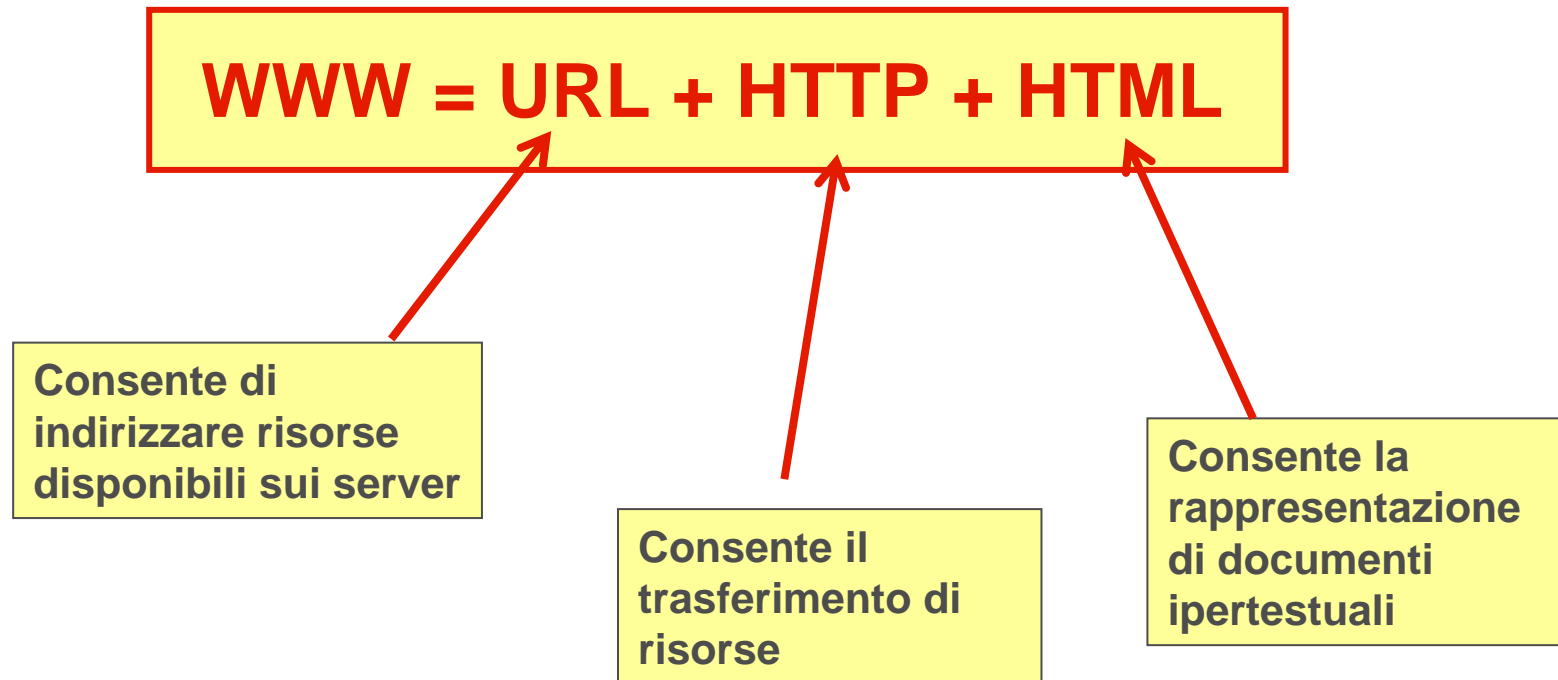 WWW = URL + HTTP + HTML
Consente di
indirizzare risorse
disponibili sui server
Consente il
trasferimento di
risorse
Consente la
rappresentazione
di documenti
ipertestuali